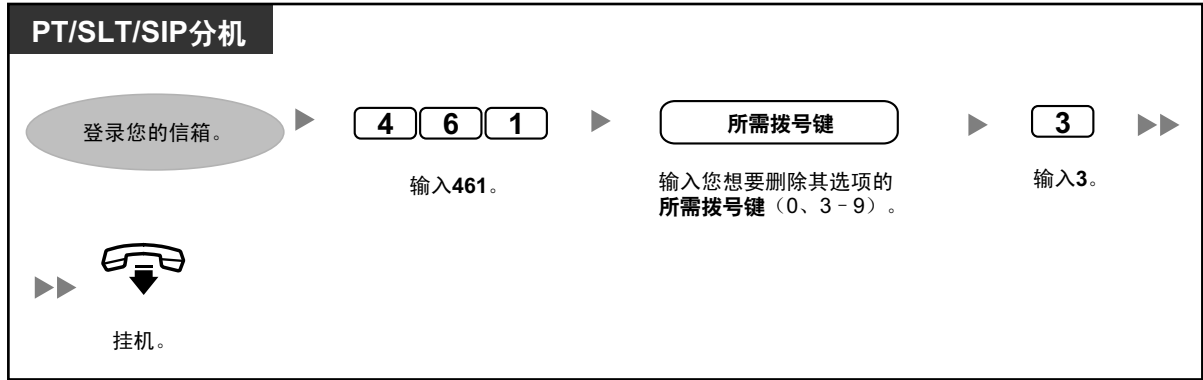 PT/SLT/SIP分机
登录您的信箱。
4 6 1
所需拨号键
3
输入461。
输入您想要删除其选项的
所需拨号键（0、3–9）。
输入3。
挂机。